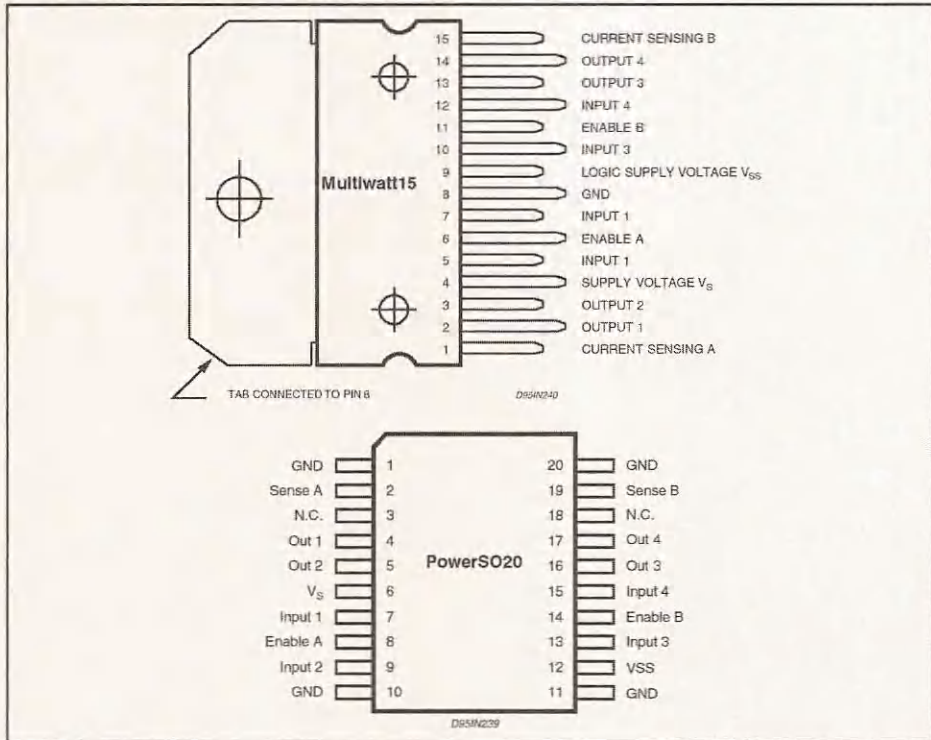 15 CURRENT SENSING B
14 OUTPUT 4
13 OUTPUT 3
12 INPUT 4
11 ENABLE B
10 INPUT 3
9 LOGIC SUPPLY VOLTAGE VSS
Multiwatt15
8 GND
7 INPUT 1
6 ENABLE A
5 INPUT 1
4 SUPPLY VOLTAGE VS
3 OUTPUT 2
2 OUTPUT 1
1 CURRENT SENSING A
TAB CONNECTED TO PIN 8
D95IN240
GND 1 20 GND
Sense A 2 19 Sense B
N.C. 3 18 N.C.
Out 1 4 17 Out 4
Out 2 5 16 Out 3
PowerSO20
VS 6 15 Input 4
Input 1 7 14 Enable B
Enable A 8 13 Input 3
Input 2 9 12 VSS
GND 10 11 GND
D95IN239